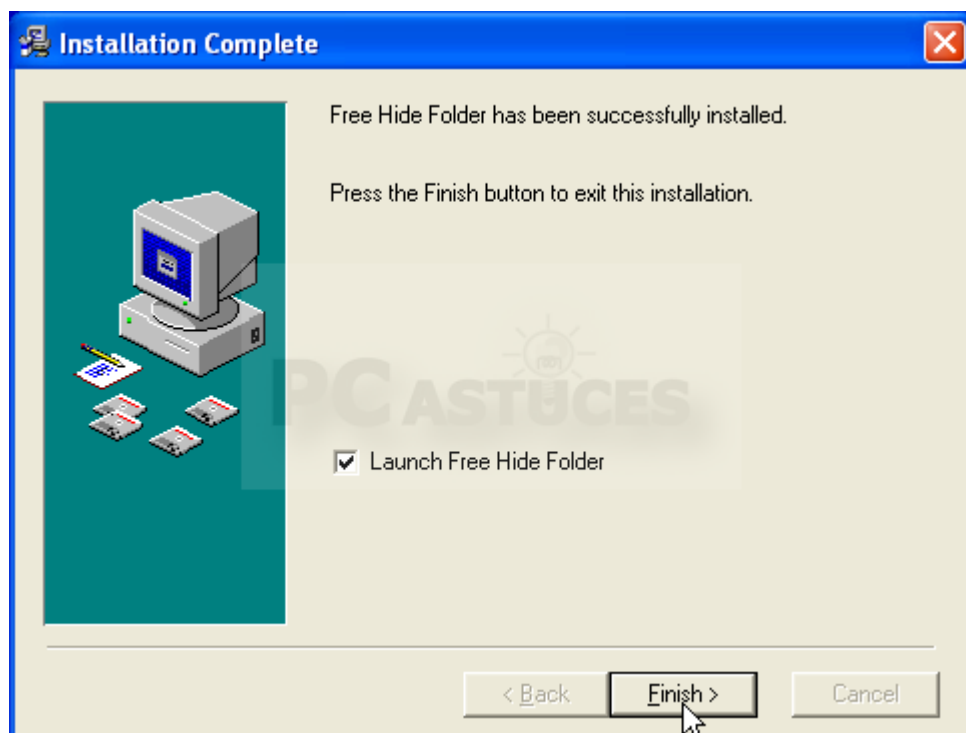 Installation Complete
Free Hide Folder has been successfully installed.
Press the Finish button to exit this installation.
PC ASTUCES
Launch Free Hide Folder
< Back
Finish >
Cancel